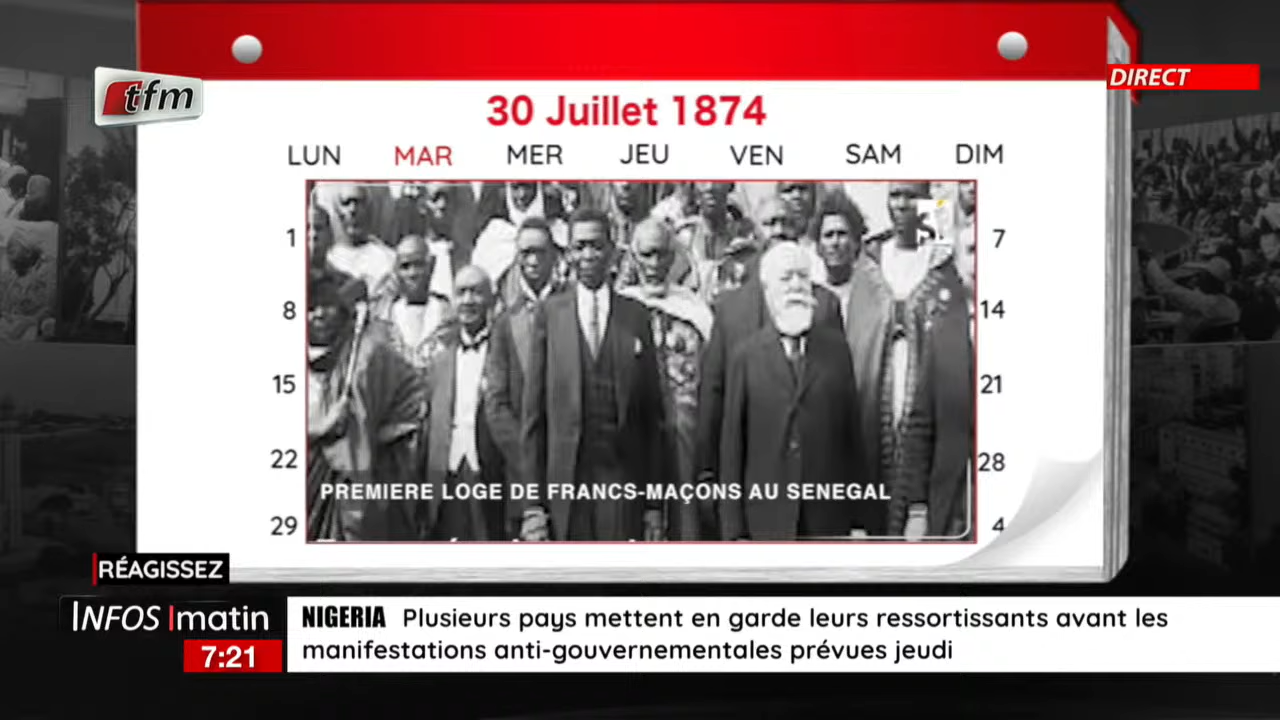 tfm
DIRECT
30 Juillet 1874
LUN MAR MER JEU VEN SAM DIM
1 7
8 14
15 21
22 28
29 4
PREMIERE LOGE DE FRANCS-MAÇONS AU SENEGAL
RÉAGISSEZ
INFOS matin
7:21
NIGERIA Plusieurs pays mettent en garde leurs ressortissants avant les
manifestations anti-gouvernementales prévues jeudi